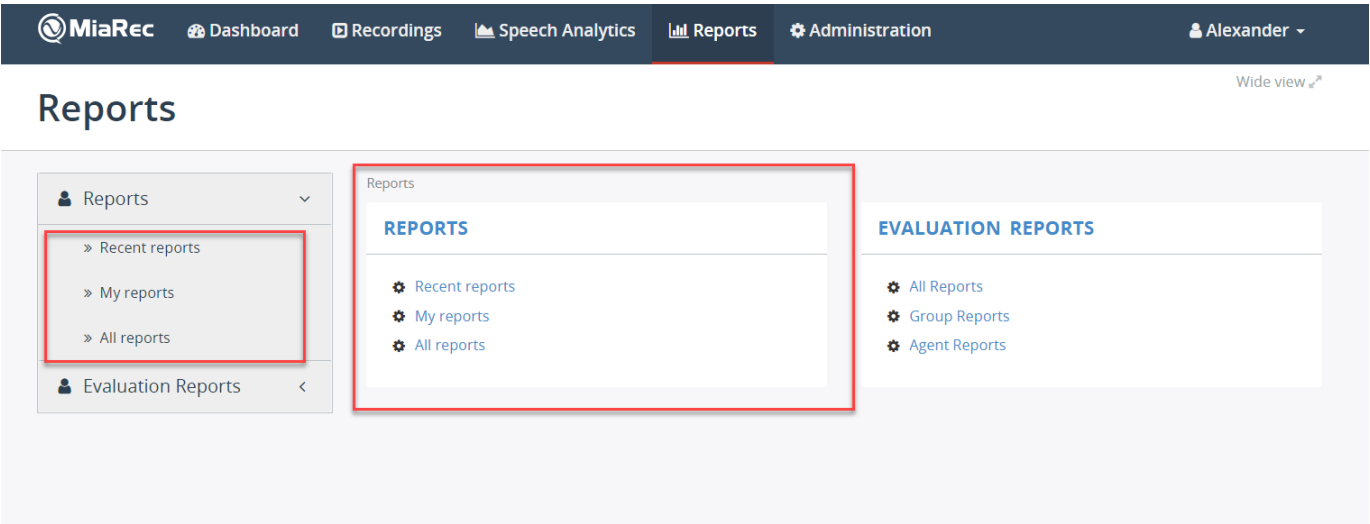 MiaRec Dashboard Recordings Speech Analytics Reports Administration Alexander
Wide view
Reports
Reports
» Recent reports
» My reports
» All reports
Evaluation Reports
Reports
REPORTS
Recent reports
My reports
All reports
EVALUATION REPORTS
All Reports
Group Reports
Agent Reports